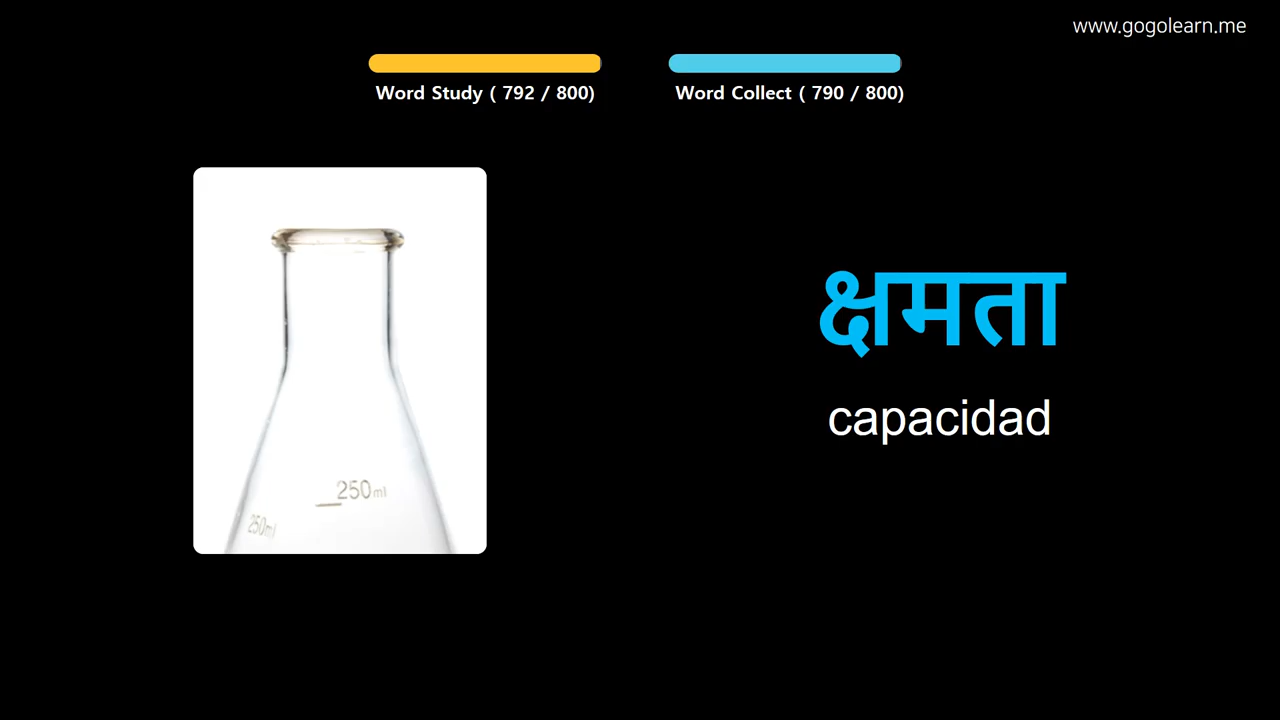 www.gogolearn.me
Word Study ( 792 / 800)
Word Collect ( 790 / 800)
क्षमता
capacidad
250ml
250ml